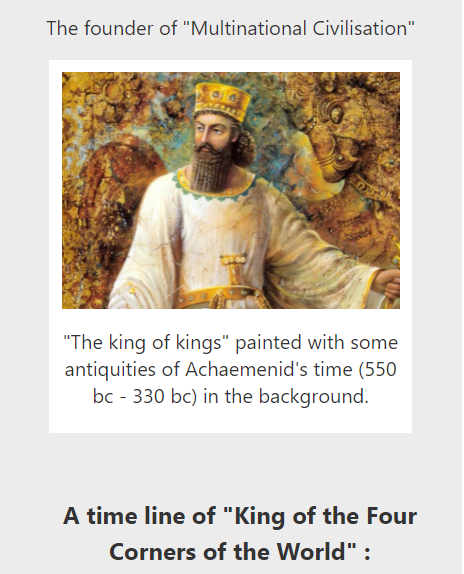 The founder of "Multinational Civilisation"
"The king of kings" painted with some
antiquities of Achaemenid's time (550
bc - 330 bc) in the background.
A time line of "King of the Four
Corners of the World" :